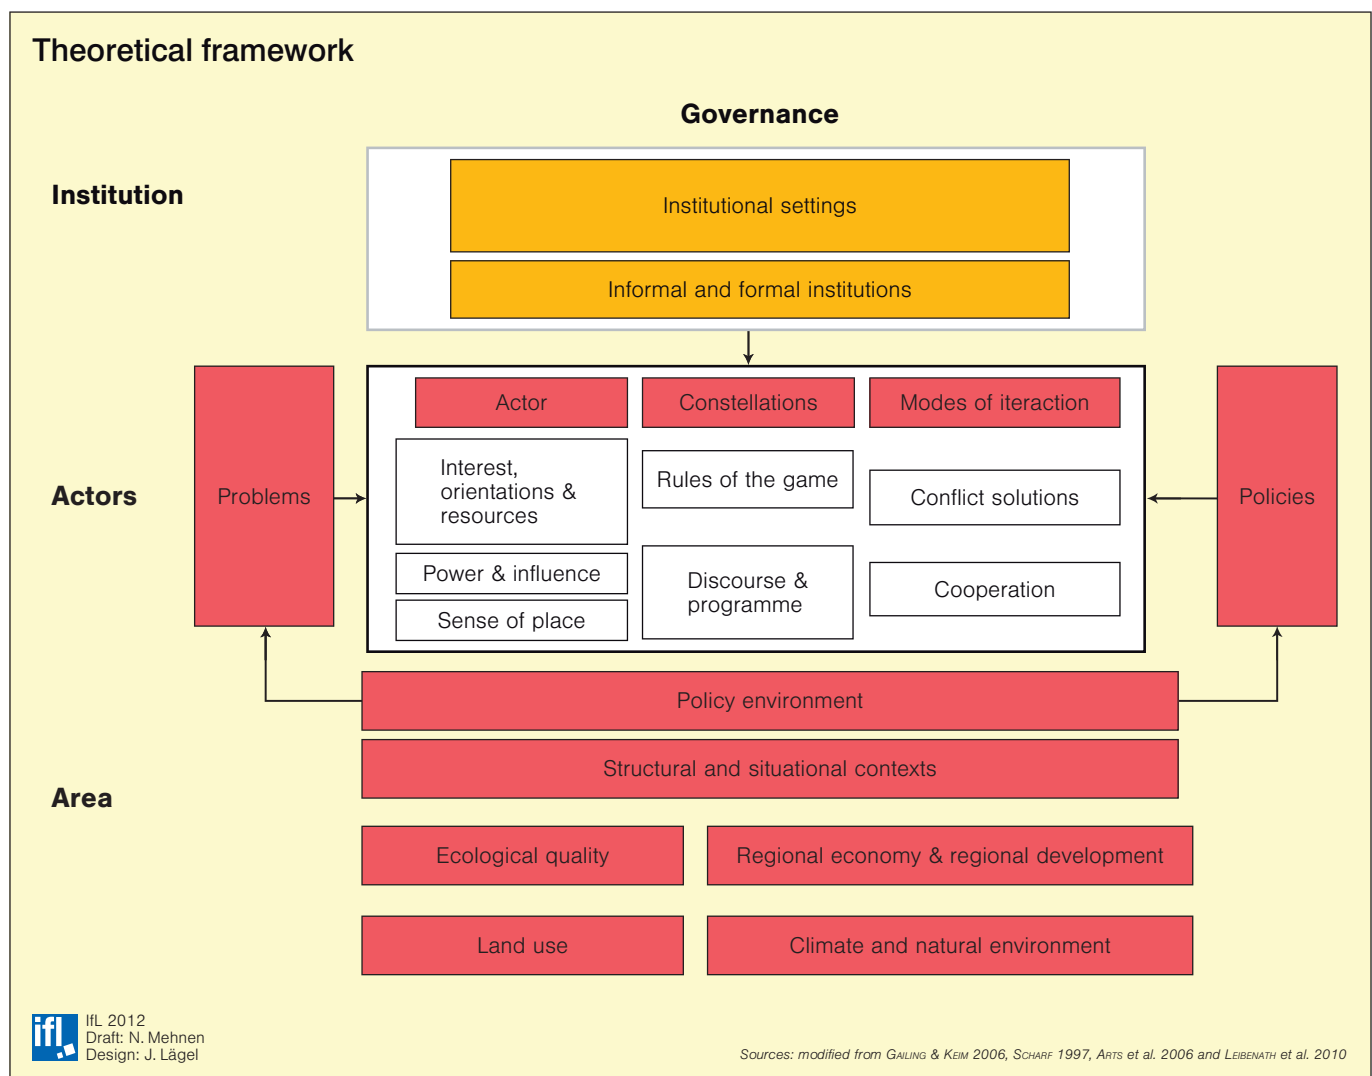 Theoretical framework
Governance
Institution
Institutional settings
Informal and formal institutions
Actors
Problems
Actor
Constellations
Modes of iteraction
Interest,
orientations &
resources
Rules of the game
Conflict solutions
Power & influence
Discourse &
programme
Cooperation
Sense of place
Policies
Policy environment
Structural and situational contexts
Area
Ecological quality
Regional economy & regional development
Land use
Climate and natural environment
ifl
IfL 2012
Draft: N. Mehnen
Design: J. Lägel
Sources: modified from GAILING & KEIM 2006, SCHARF 1997, ARTS et al. 2006 and LEIBENATH et al. 2010